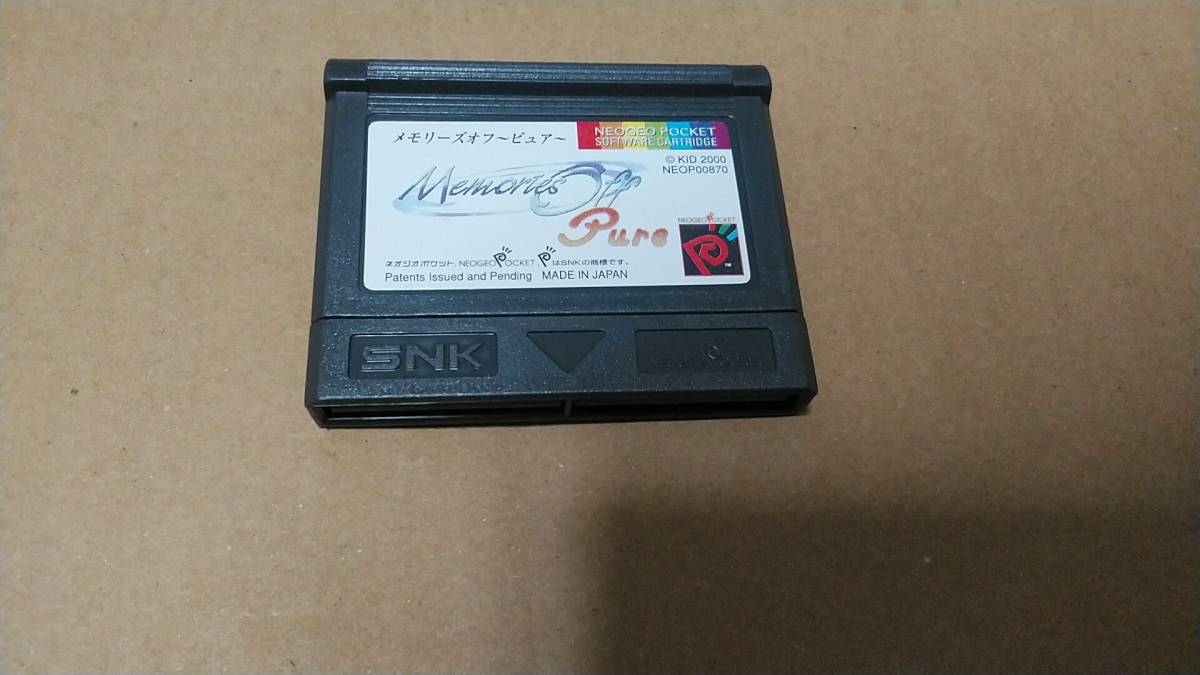 メモリーズオフ～ピュア～
NEOGEO POCKET
SOFTWARE CARTRIDGE
© KID 2000
NEOP00870
Memories Off
Pure
NEOGEO POCKET
ネオジオポケット, NEOGEO POCKET PはSNKの商標です。
Patents Issued and Pending MADE IN JAPAN
TM
SNK